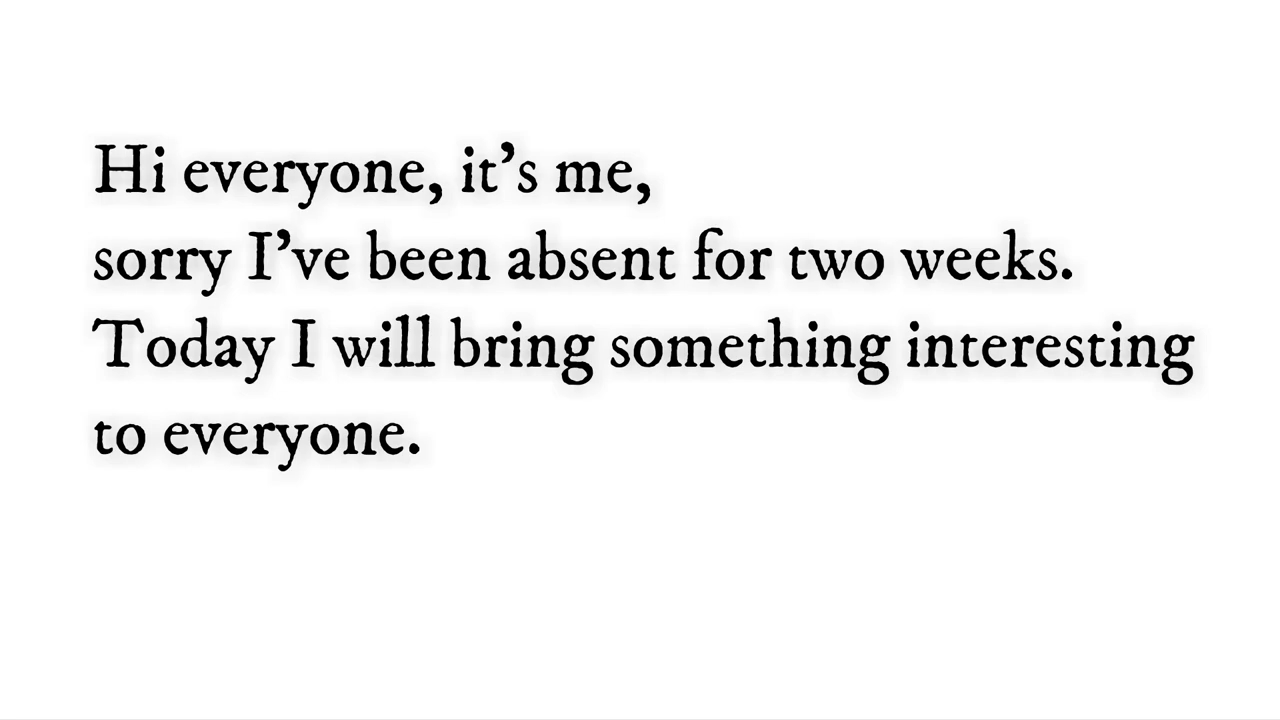 Hi everyone, it’s me,
sorry I’ve been absent for two weeks.
Today I will bring something interesting
to everyone.